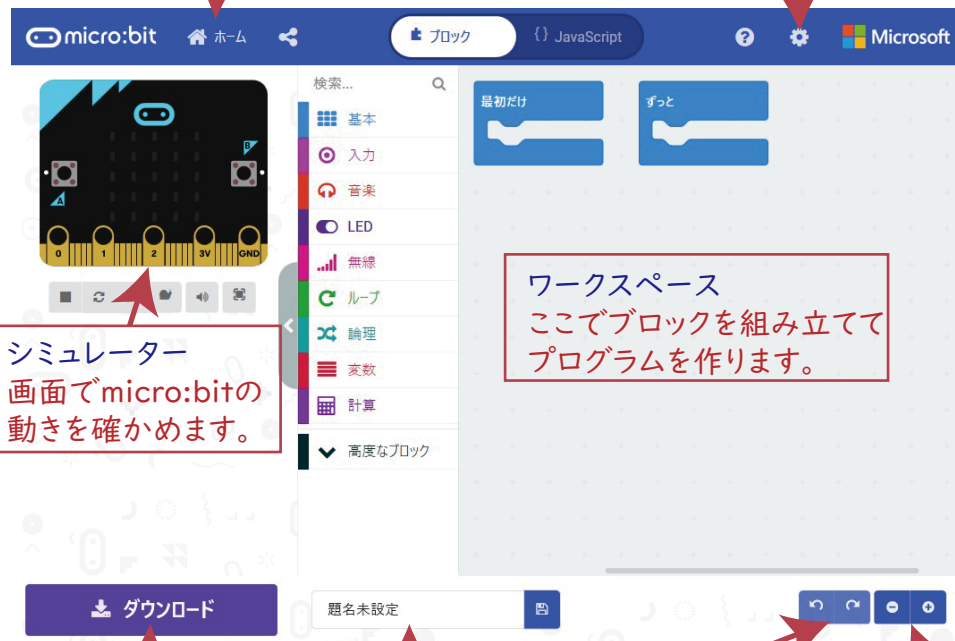 micro:bit ホーム ブロック {} JavaScript ? Microsoft
検索...
基本
入力
音楽
LED
無線
ループ
論理
変数
計算
高度なブロック
最初だけ
ずっと
A
B
0 1 2 3V GND
シミュレーター
画面でmicro:bitの
動きを確かめます。
ワークスペース
ここでブロックを組み立てて
プログラムを作ります。
ダウンロード
題名未設定